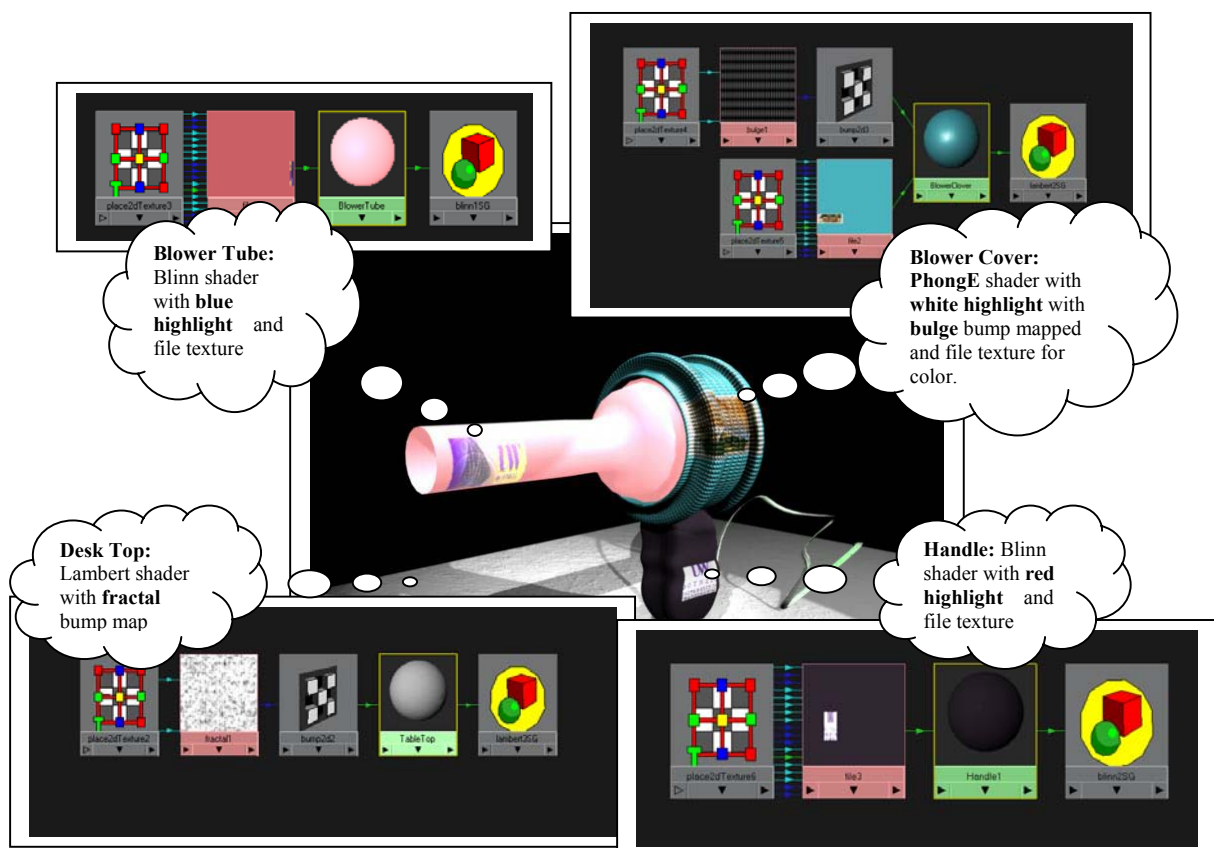 place2dTexture3
BlowerTube
blinn1SG
Blower Tube:
Blinn shader
with blue
highlight and
file texture
place2dTexture4
bulge1
bump2d3
BlowerClover
lambert2SG
place2dTexture5
file2
Blower Cover:
PhongE shader with
white highlight with
bulge bump mapped
and file texture for
color.
Desk Top:
Lambert shader
with fractal
bump map
place2dTexture2
fractal1
bump2d2
TableTop
lambert3SG
Handle: Blinn
shader with red
highlight and
file texture
place2dTexture6
file3
Handle1
blinn2SG